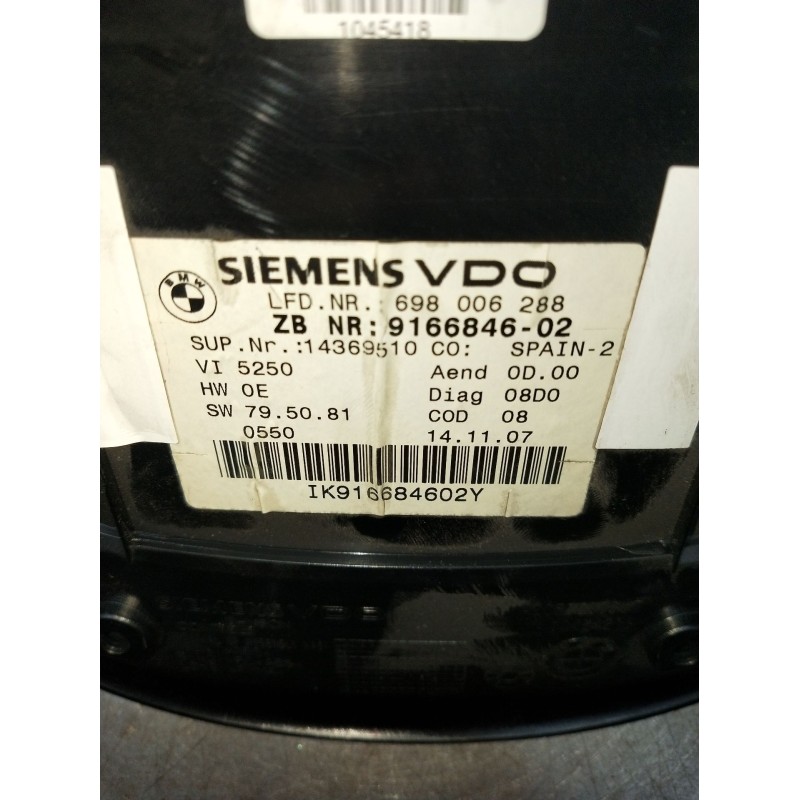 1045418
BMW
SIEMENS VDO
LFD.NR.: 698 006 288
ZB NR: 9166846-02
SUP.Nr.:14369510 CO: SPAIN-2
VI 5250 Aend 0D.00
HW 0E Diag 08D0
SW 79.50.81 COD 08
0550 14.11.07
IK916684602Y